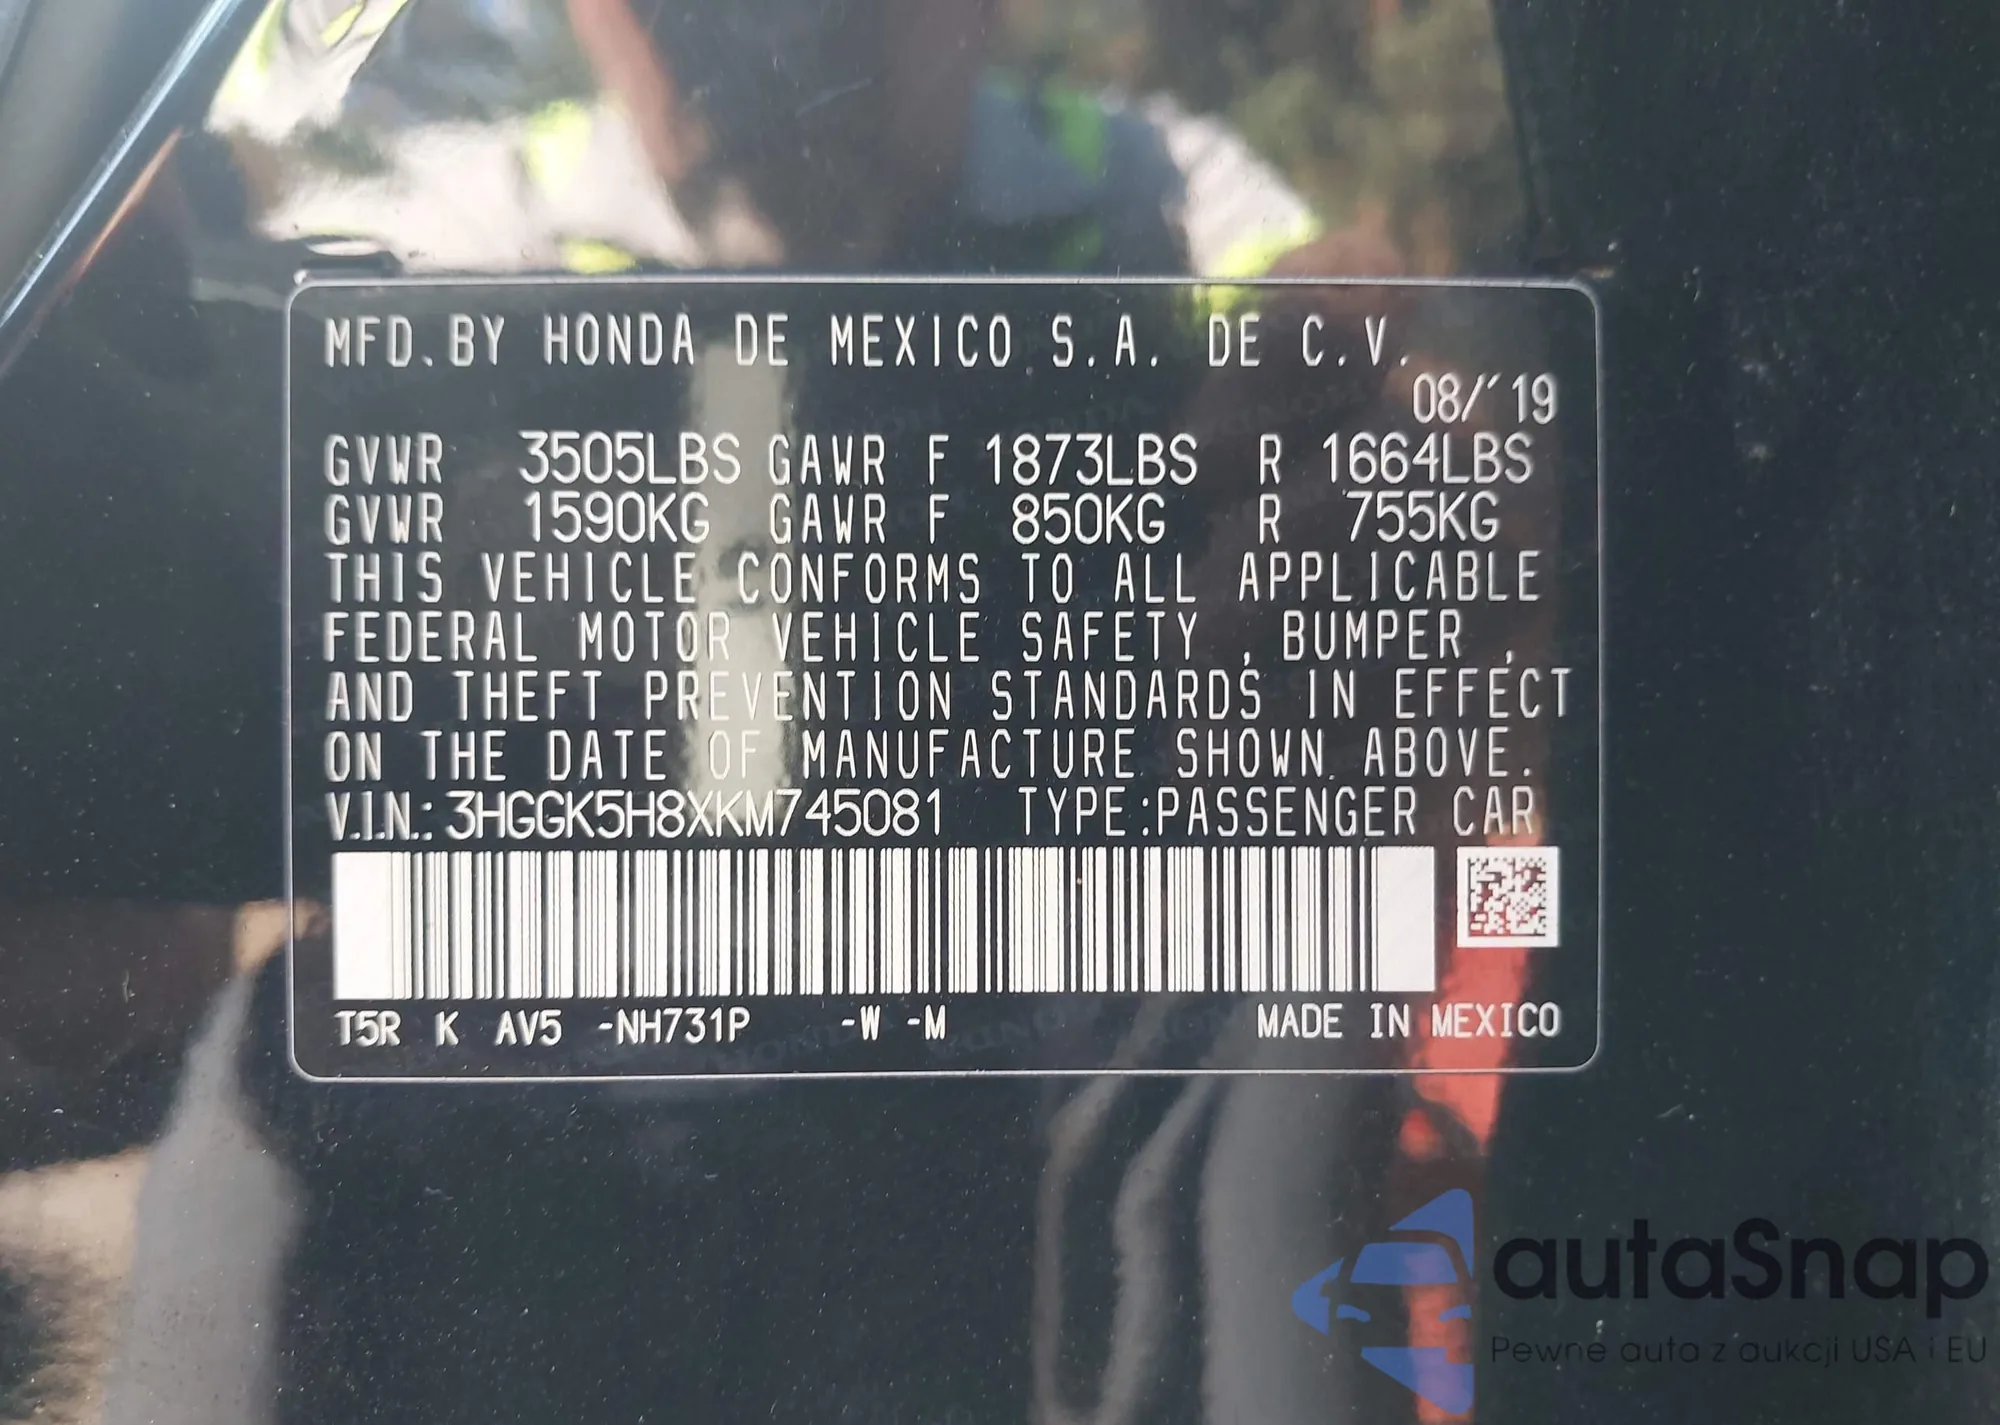 MFD.BY HONDA DE MEXICO S.A. DE C.V.
08/´19
GVWR 3505LBS GAWR F 1873LBS R 1664LBS
GVWR 1590KG GAWR F 850KG R 755KG
THIS VEHICLE CONFORMS TO ALL APPLICABLE
FEDERAL MOTOR VEHICLE SAFETY , BUMPER ,
AND THEFT PREVENTION STANDARDS IN EFFECT
ON THE DATE OF MANUFACTURE SHOWN ABOVE.
V.I.N.: 3HGGK5H8XKM745081 TYPE:PASSENGER CAR
T5R K AV5 -NH731P -W -M MADE IN MEXICO
autaSnap
Pewne auta z aukcji USA i EU